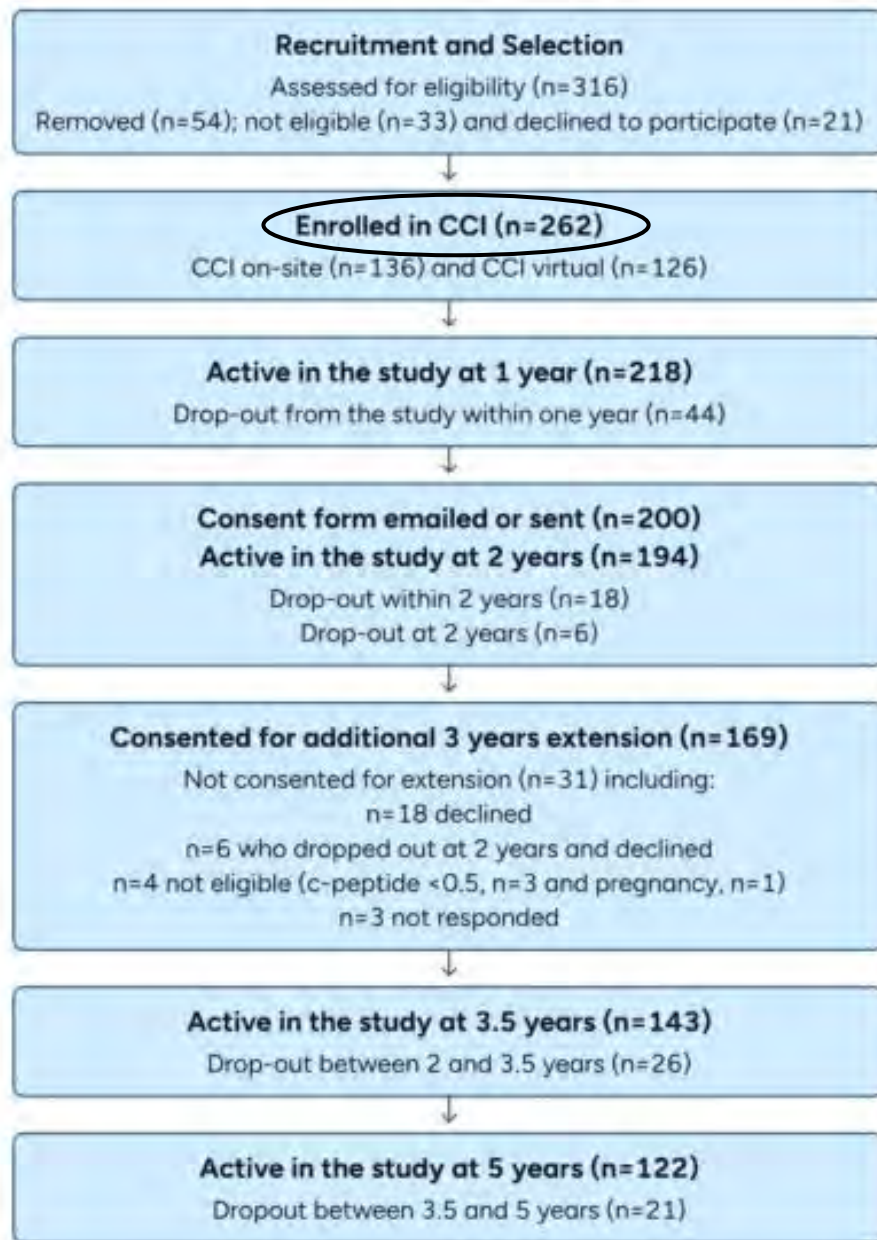 Recruitment and Selection
Assessed for eligibility (n=316)
Removed (n=54); not eligible (n=33) and declined to participate (n=21)
Enrolled in CCI (n=262)
CCI on-site (n=136) and CCI virtual (n=126)
Active in the study at 1 year (n=218)
Drop-out from the study within one year (n=44)
Consent form emailed or sent (n=200)
Active in the study at 2 years (n=194)
Drop-out within 2 years (n=18)
Drop-out at 2 years (n=6)
Consented for additional 3 years extension (n=169)
Not consented for extension (n=31) including:
n=18 declined
n=6 who dropped out at 2 years and declined
n=4 not eligible (c-peptide <0.5, n=3 and pregnancy, n=1)
n=3 not responded
Active in the study at 3.5 years (n=143)
Drop-out between 2 and 3.5 years (n=26)
Active in the study at 5 years (n=122)
Dropout between 3.5 and 5 years (n=21)